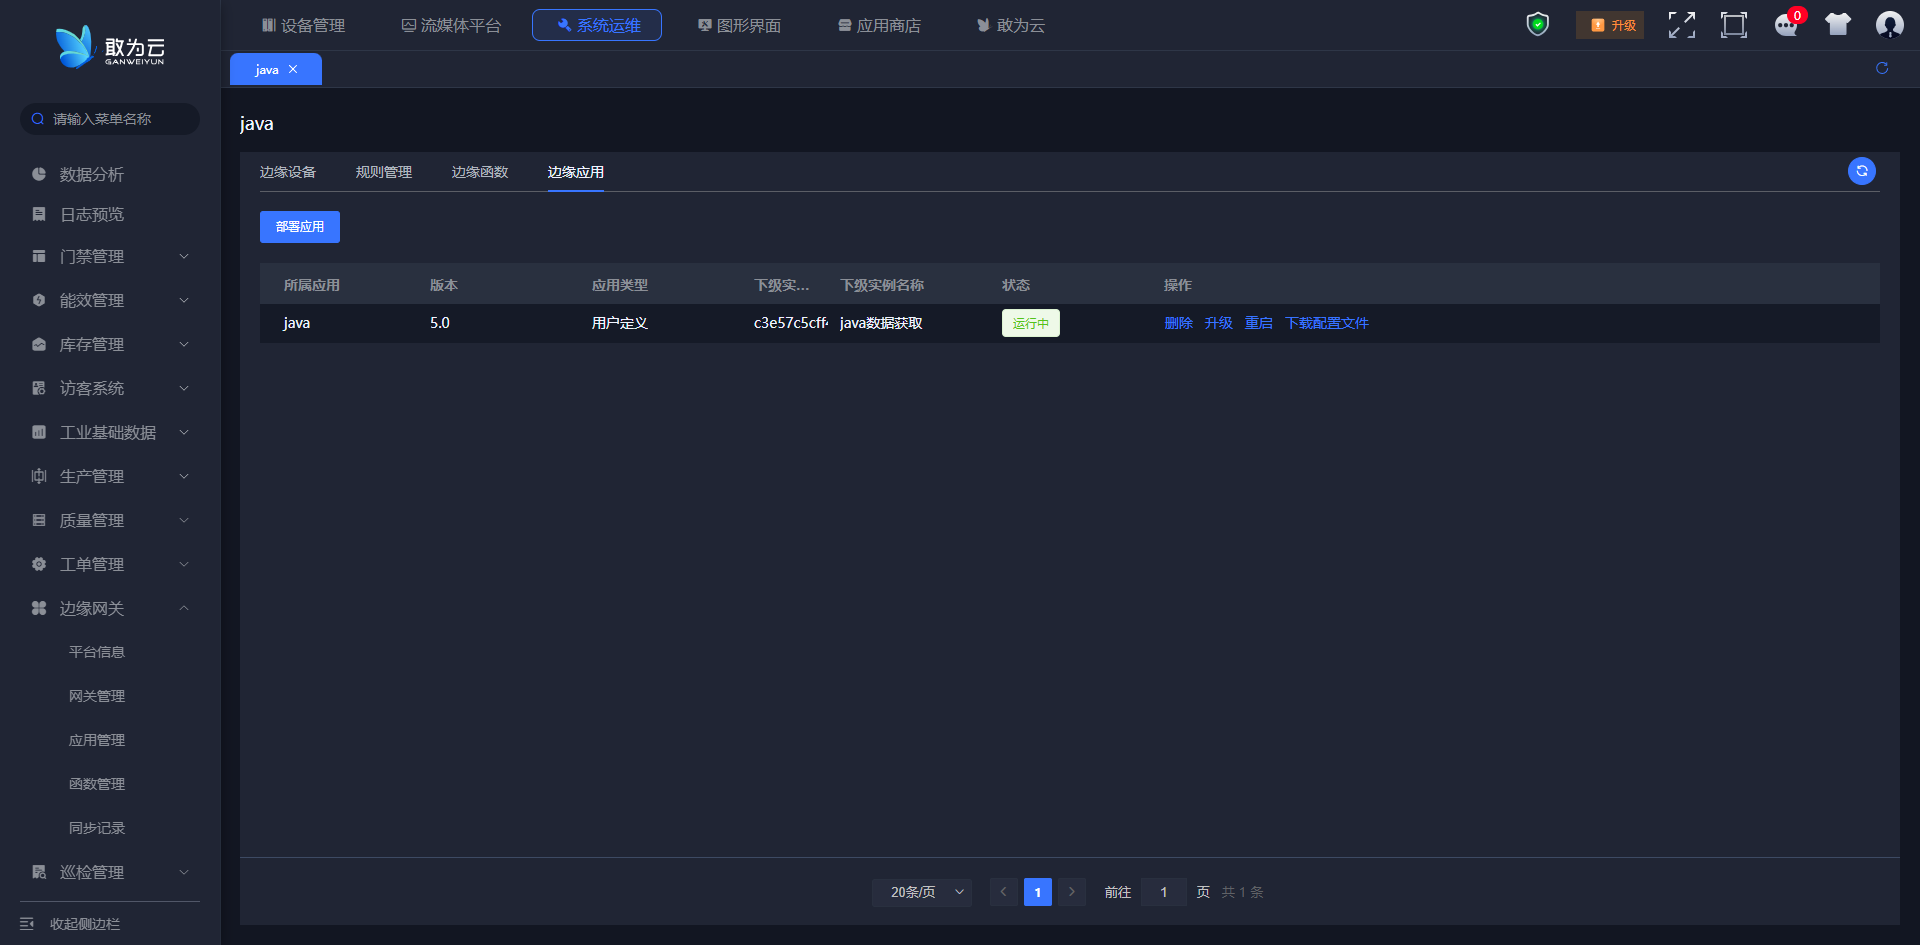 敢为云
GANWEIYUN
设备管理
流媒体平台
系统运维
图形界面
应用商店
敢为云
升级
0
java
请输入菜单名称
数据分析
日志预览
门禁管理
能效管理
库存管理
访客系统
工业基础数据
生产管理
质量管理
工单管理
边缘网关
平台信息
网关管理
应用管理
函数管理
同步记录
巡检管理
收起侧边栏
java
边缘设备 规则管理 边缘函数 边缘应用
部署应用
所属应用 版本 应用类型 下级实... 下级实例名称 状态 操作
java 5.0 用户定义 c3e57c5cff4 java数据获取 运行中 删除 升级 重启 下载配置文件
20条/页 1 前往 1 页 共 1 条